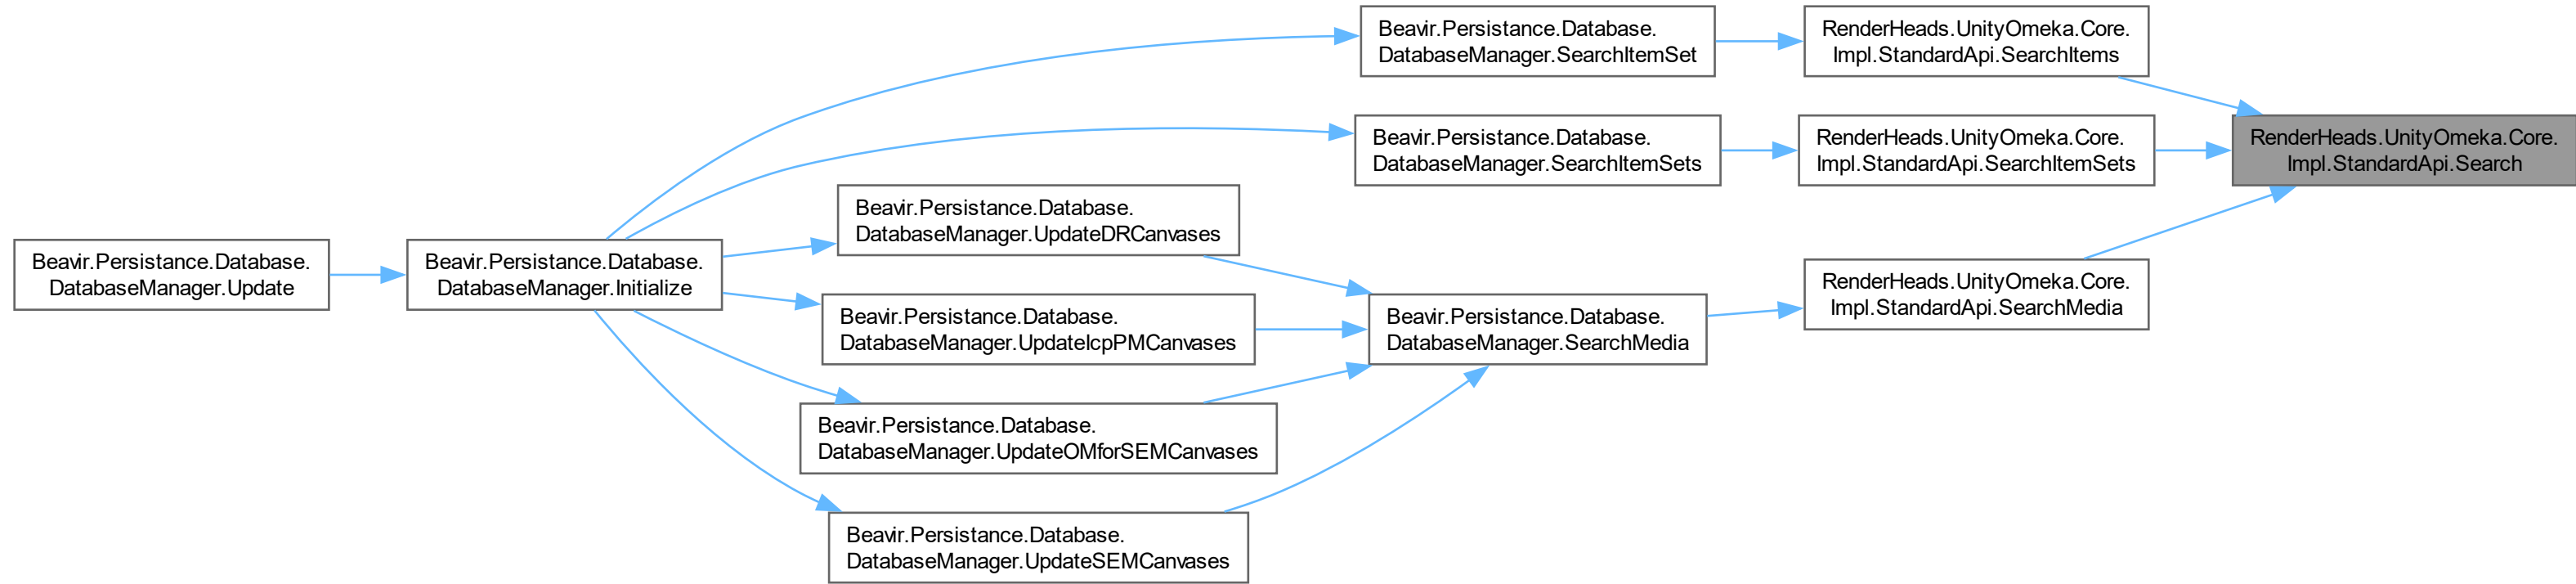 Beavir.Persistance.Database.
DatabaseManager.Update
Beavir.Persistance.Database.
DatabaseManager.Initialize
Beavir.Persistance.Database.
DatabaseManager.SearchItemSet
Beavir.Persistance.Database.
DatabaseManager.SearchItemSets
Beavir.Persistance.Database.
DatabaseManager.UpdateDRCanvases
Beavir.Persistance.Database.
DatabaseManager.UpdateIcpPMCanvases
Beavir.Persistance.Database.
DatabaseManager.UpdateOMforSEMCanvases
Beavir.Persistance.Database.
DatabaseManager.UpdateSEMCanvases
Beavir.Persistance.Database.
DatabaseManager.SearchMedia
RenderHeads.UnityOmeka.Core.
Impl.StandardApi.SearchItems
RenderHeads.UnityOmeka.Core.
Impl.StandardApi.SearchItemSets
RenderHeads.UnityOmeka.Core.
Impl.StandardApi.SearchMedia
RenderHeads.UnityOmeka.Core.
Impl.StandardApi.Search